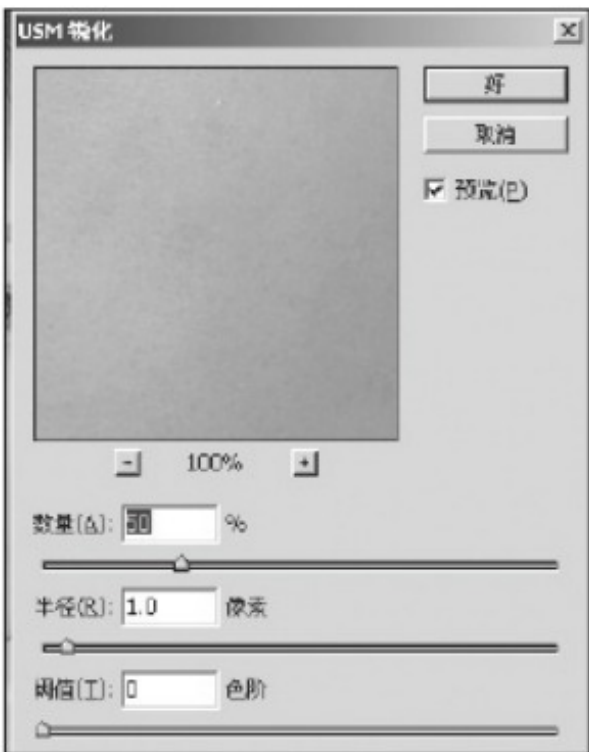 USM 锐化
好
取消
预览(P)
100%
数量(A): 50 %
半径(R): 1.0 像素
阈值(T): 0 色阶